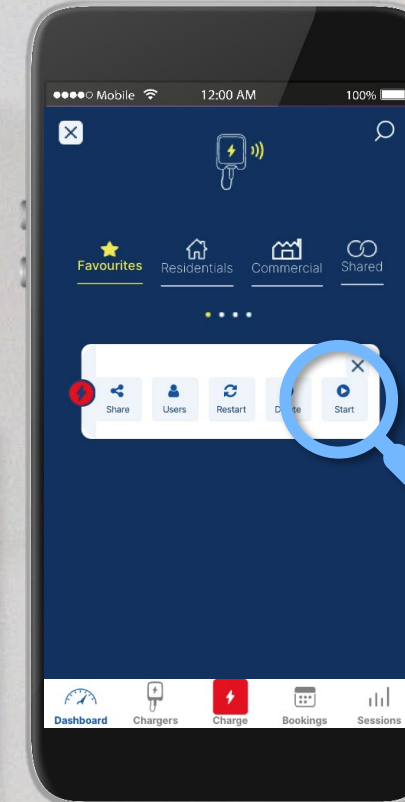 Mobile 12:00 AM 100%
Favourites Residentials Commercial Shared
Share Users Restart Start
Dashboard Chargers Charge Bookings Sessions